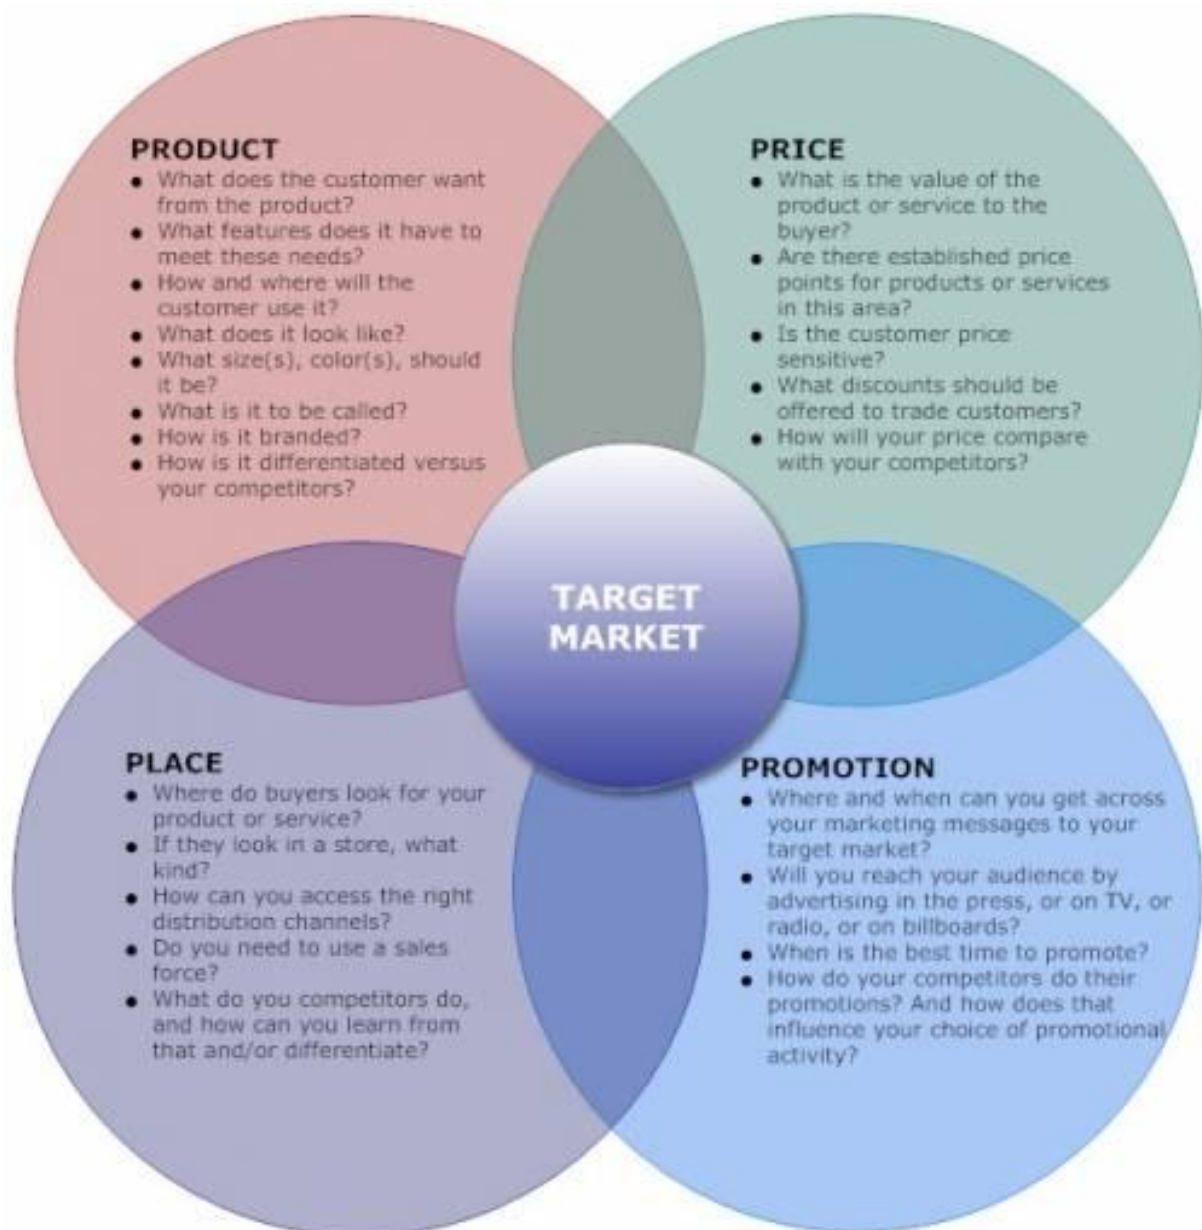 PRODUCT
● What does the customer want
from the product?
● What features does it have to
meet these needs?
● How and where will the
customer use it?
● What does it look like?
● What size(s), color(s), should
it be?
● What is it to be called?
● How is it branded?
● How is it differentiated versus
your competitors?
PRICE
● What is the value of the
product or service to the
buyer?
● Are there established price
points for products or services
in this area?
● Is the customer price
sensitive?
● What discounts should be
offered to trade customers?
● How will your price compare
with your competitors?
TARGET
MARKET
PLACE
● Where do buyers look for your
product or service?
● If they look in a store, what
kind?
● How can you access the right
distribution channels?
● Do you need to use a sales
force?
● What do you competitors do,
and how can you learn from
that and/or differentiate?
PROMOTION
● Where and when can you get across
your marketing messages to your
target market?
● Will you reach your audience by
advertising in the press, or on TV, or
radio, or on billboards?
● When is the best time to promote?
● How do your competitors do their
promotions? And how does that
influence your choice of promotional
activity?